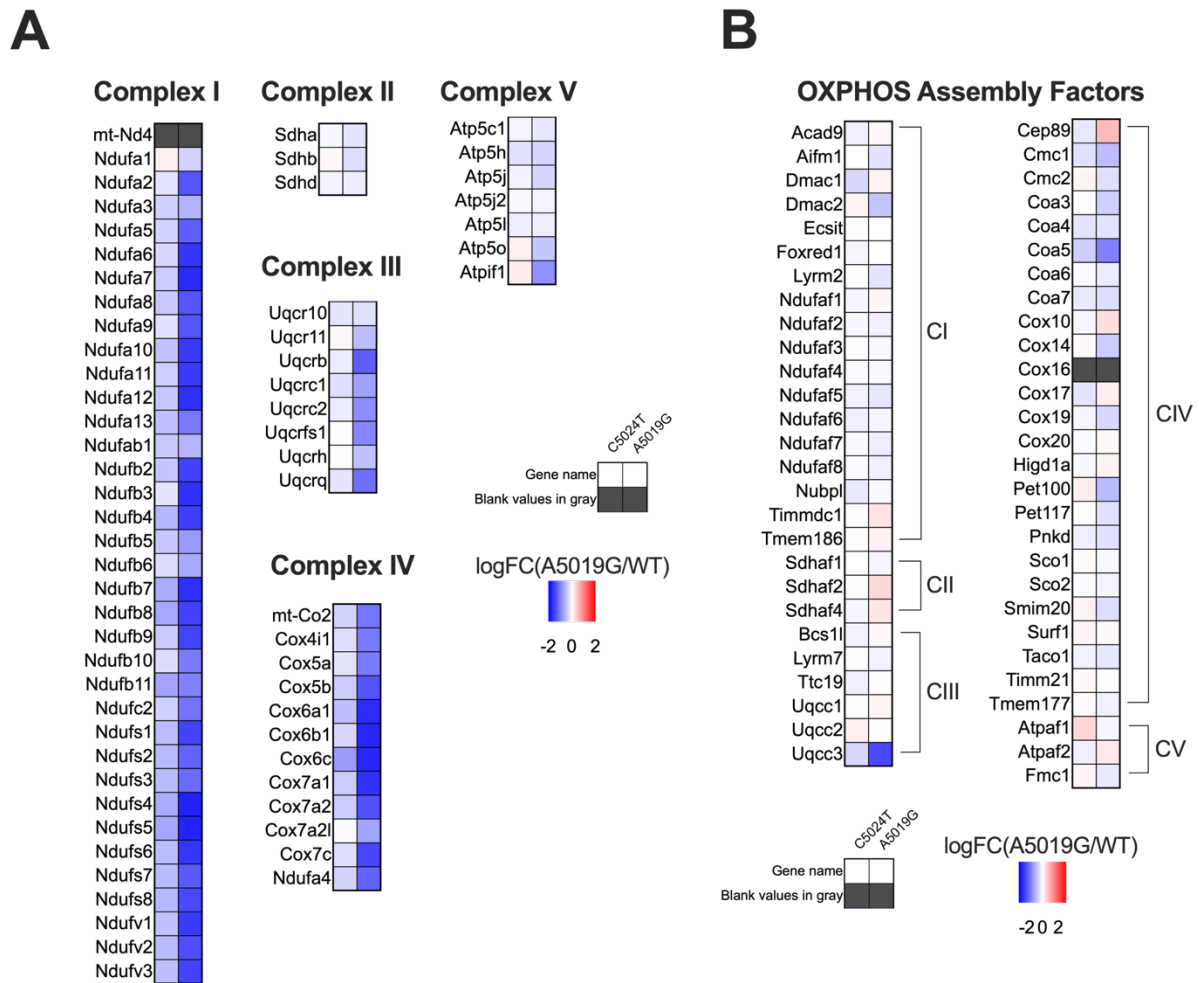 A
Complex I
mt-Nd4
Ndufa1
Ndufa2
Ndufa3
Ndufa5
Ndufa6
Ndufa7
Ndufa8
Ndufa9
Ndufa10
Ndufa11
Ndufa12
Ndufa13
Ndufab1
Ndufb2
Ndufb3
Ndufb4
Ndufb5
Ndufb6
Ndufb7
Ndufb8
Ndufb9
Ndufb10
Ndufb11
Ndufc2
Ndufs1
Ndufs2
Ndufs3
Ndufs4
Ndufs5
Ndufs6
Ndufs7
Ndufs8
Ndufv1
Ndufv2
Ndufv3
Complex II
Sdha
Sdhb
Sdhd
Complex III
Uqcr10
Uqcr11
Uqcrb
Uqcrc1
Uqcrc2
Uqcrfs1
Uqcrh
Uqcrq
Complex IV
mt-Co2
Cox4i1
Cox5a
Cox5b
Cox6a1
Cox6b1
Cox6c
Cox7a1
Cox7a2
Cox7a2l
Cox7c
Ndufa4
Complex V
Atp5c1
Atp5h
Atp5j
Atp5j2
Atp5l
Atp5o
Atpif1
C5024T
A5019G
Gene name
Blank values in gray
logFC(A5019G/WT)
-2 0 2
B
OXPHOS Assembly Factors
Acad9
Aifm1
Dmac1
Dmac2
Ecsit
Foxred1
Lyrm2
Ndufaf1
Ndufaf2
Ndufaf3
Ndufaf4
Ndufaf5
Ndufaf6
Ndufaf7
Ndufaf8
Nubpl
Timmdc1
Tmem186
CI
Sdhaf1
Sdhaf2
Sdhaf4
CII
Bcs1l
Lyrm7
Ttc19
Uqcc1
Uqcc2
Uqcc3
CIII
Cep89
Cmc1
Cmc2
Coa3
Coa4
Coa5
Coa6
Coa7
Cox10
Cox14
Cox16
Cox17
Cox19
Cox20
Higd1a
Pet100
Pet117
Pnkd
Sco1
Sco2
Smim20
Surf1
Taco1
Timm21
Tmem177
CIV
Atpaf1
Atpaf2
Fmc1
CV
C5024T
A5019G
Gene name
Blank values in gray
logFC(A5019G/WT)
-2 0 2